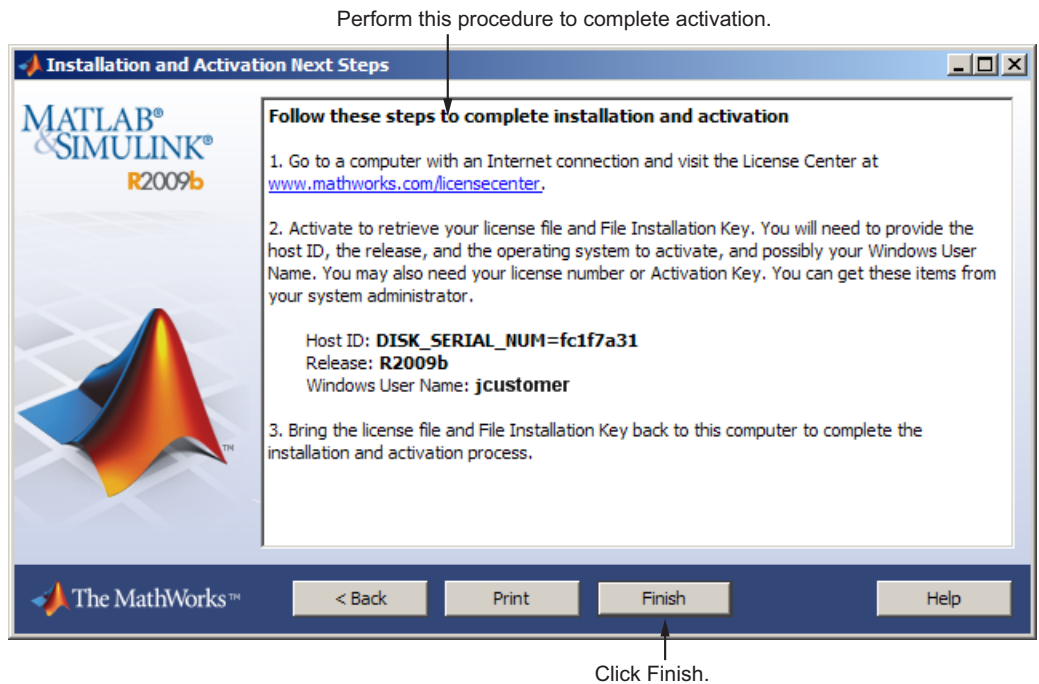 Perform this procedure to complete activation.
Installation and Activation Next Steps
MATLAB®
&SIMULINK®
R2009b
Follow these steps to complete installation and activation
1. Go to a computer with an Internet connection and visit the License Center at
www.mathworks.com/licensecenter.
2. Activate to retrieve your license file and File Installation Key. You will need to provide the
host ID, the release, and the operating system to activate, and possibly your Windows User
Name. You may also need your license number or Activation Key. You can get these items from
your system administrator.
Host ID: DISK_SERIAL_NUM=fc1f7a31
Release: R2009b
Windows User Name: jcustomer
3. Bring the license file and File Installation Key back to this computer to complete the
installation and activation process.
TM
The MathWorks™
< Back
Print
Finish
Help
Click Finish.